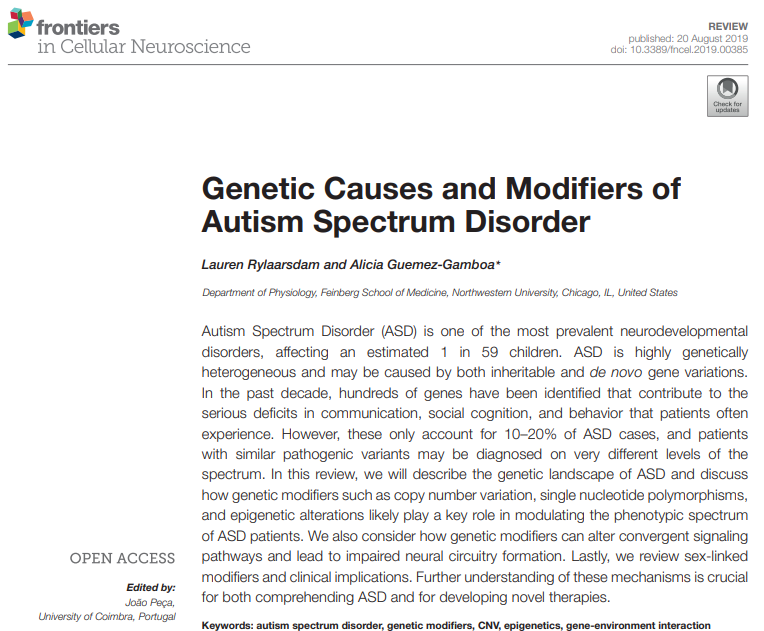 frontiers
in Cellular Neuroscience
REVIEW
published: 20 August 2019
doi: 10.3389/fncel.2019.00385
Check for
updates
Genetic Causes and Modifiers of
Autism Spectrum Disorder
Lauren Rylaarsdam and Alicia Guemez-Gamboa*
Department of Physiology, Feinberg School of Medicine, Northwestern University, Chicago, IL, United States
Autism Spectrum Disorder (ASD) is one of the most prevalent neurodevelopmental
disorders, affecting an estimated 1 in 59 children. ASD is highly genetically
heterogeneous and may be caused by both inheritable and de novo gene variations.
In the past decade, hundreds of genes have been identified that contribute to the
serious deficits in communication, social cognition, and behavior that patients often
experience. However, these only account for 10–20% of ASD cases, and patients
with similar pathogenic variants may be diagnosed on very different levels of the
spectrum. In this review, we will describe the genetic landscape of ASD and discuss
how genetic modifiers such as copy number variation, single nucleotide polymorphisms,
and epigenetic alterations likely play a key role in modulating the phenotypic spectrum
of ASD patients. We also consider how genetic modifiers can alter convergent signaling
pathways and lead to impaired neural circuitry formation. Lastly, we review sex-linked
modifiers and clinical implications. Further understanding of these mechanisms is crucial
for both comprehending ASD and for developing novel therapies.
Keywords: autism spectrum disorder, genetic modifiers, CNV, epigenetics, gene-environment interaction
OPEN ACCESS
Edited by:
João Peça,
University of Coimbra, Portugal